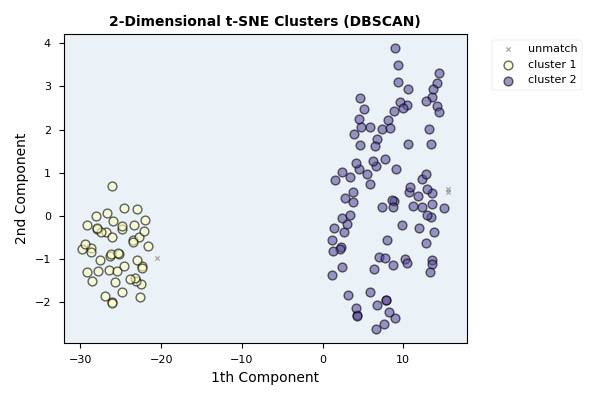 2-Dimensional t-SNE Clusters (DBSCAN)
unmatch
cluster 1
cluster 2
2nd Component
4
3
2
1
0
−1
−2
−30 −20 −10 0 10
1th Component